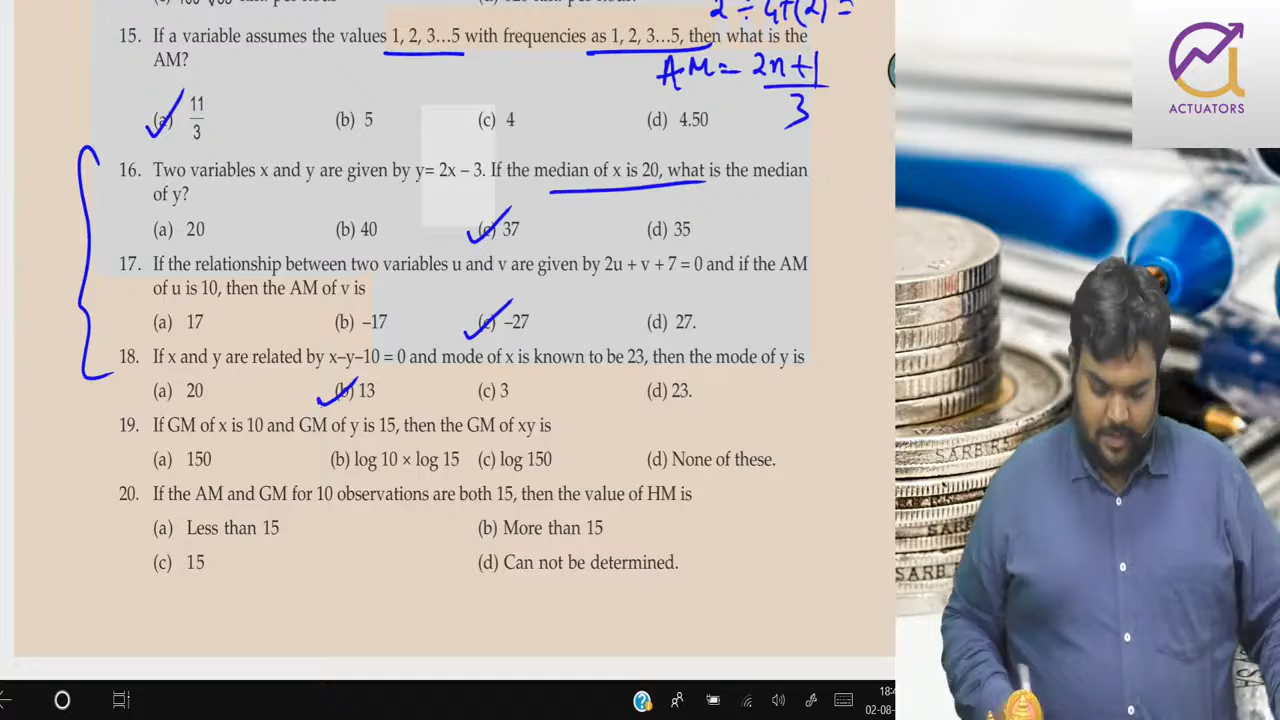 2 ÷ 4+(2) =
15. If a variable assumes the values 1, 2, 3…5 with frequencies as 1, 2, 3…5, then what is the
AM?
AM = 2n+1
3
(a) 11/3 (b) 5 (c) 4 (d) 4.50
16. Two variables x and y are given by y= 2x – 3. If the median of x is 20, what is the median
of y?
(a) 20 (b) 40 (c) 37 (d) 35
17. If the relationship between two variables u and v are given by 2u + v + 7 = 0 and if the AM
of u is 10, then the AM of v is
(a) 17 (b) –17 (c) –27 (d) 27.
18. If x and y are related by x–y–10 = 0 and mode of x is known to be 23, then the mode of y is
(a) 20 (b) 13 (c) 3 (d) 23.
19. If GM of x is 10 and GM of y is 15, then the GM of xy is
(a) 150 (b) log 10 × log 15 (c) log 150 (d) None of these.
20. If the AM and GM for 10 observations are both 15, then the value of HM is
(a) Less than 15 (b) More than 15
(c) 15 (d) Can not be determined.
ACTUATORS
SARB
SARB
SARB
18:4
02-08-